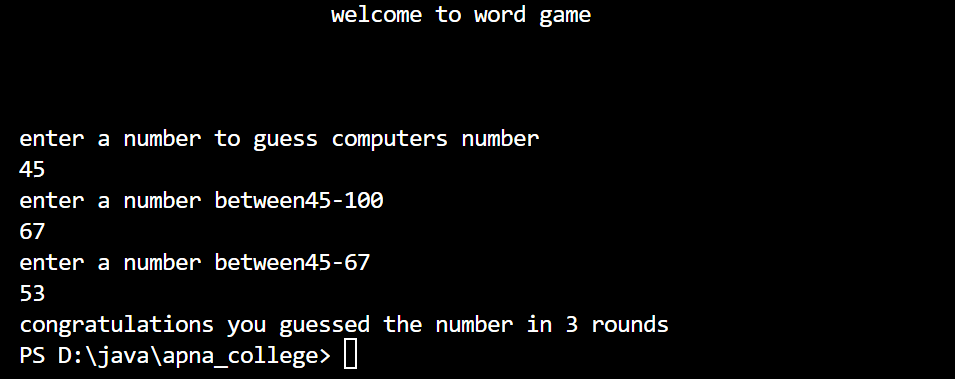 welcome to word game
enter a number to guess computers number
45
enter a number between45-100
67
enter a number between45-67
53
congratulations you guessed the number in 3 rounds
PS D:\java\apna_college>